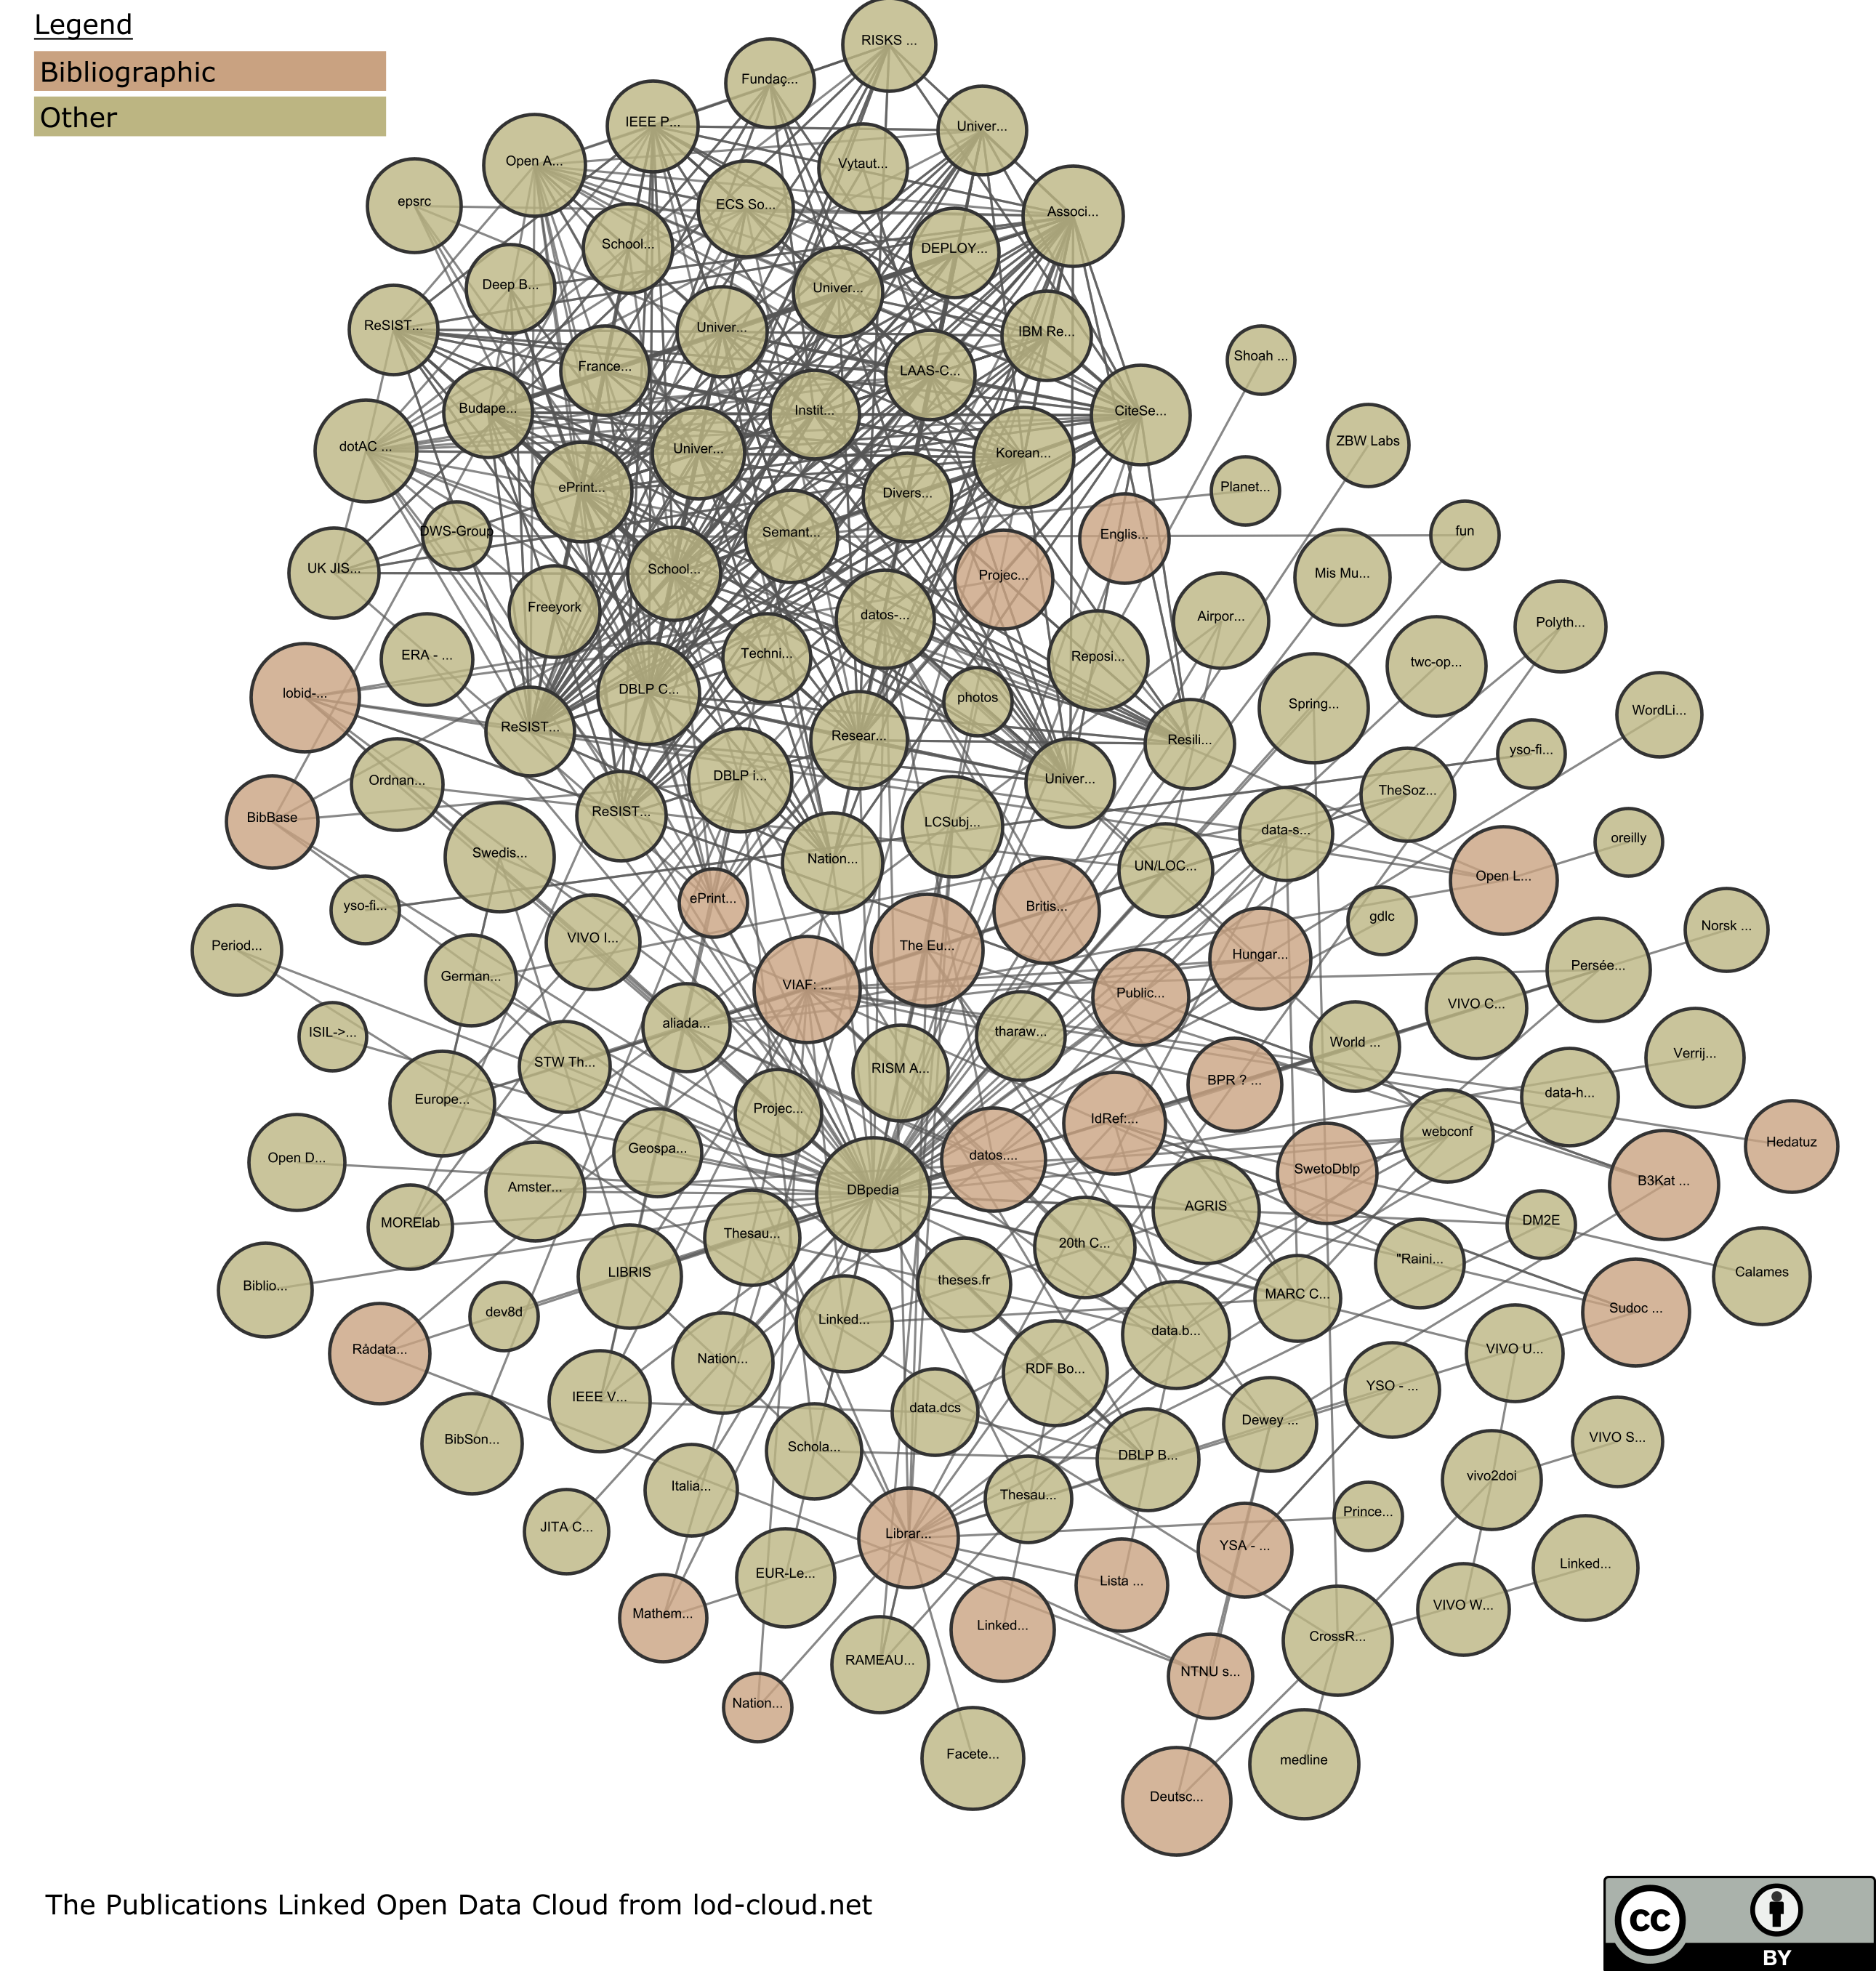 Legend
Bibliographic
Other
RISKS ...
Fundaç...
IEEE P...
Univer...
Open A...
Vytaut...
epsrc
ECS So...
Associ...
School...
DEPLOY...
Deep B...
Univer...
ReSIST...
Univer...
IBM Re...
Shoah ...
France...
LAAS-C...
Budape...
Instit...
CiteSe...
dotAC ...
ZBW Labs
Univer...
Korean...
ePrint...
Divers...
Planet...
DWS-Group
Semant...
Englis...
fun
UK JIS...
School...
Projec...
Mis Mu...
Freeyork
datos-...
Airpor...
Polyth...
ERA - ...
Techni...
Reposi...
twc-op...
lobid-...
DBLP C...
photos
Spring...
WordLi...
ReSIST...
Resear...
Resili...
yso-fi...
Ordnan...
DBLP i...
Univer...
TheSoz...
BibBase
ReSIST...
LCSubj...
data-s...
oreilly
Swedis...
Nation...
UN/LOC...
Open L...
yso-fi...
ePrint...
Britis...
gdlc
Period...
VIVO I...
The Eu...
Hungar...
Norsk ...
German...
VIAF: ...
Public...
Persée...
ISIL->...
aliada...
tharaw...
VIVO C...
STW Th...
RISM A...
World ...
Verrij...
Europe...
Projec...
BPR ? ...
data-h...
Open D...
Geospa...
IdRef:...
webconf
Hedatuz
Amster...
DBpedia
datos....
SwetoDblp
B3Kat ...
MORElab
Thesau...
AGRIS
DM2E
Biblio...
LIBRIS
20th C...
"Raini...
Calames
dev8d
theses.fr
MARC C...
Sudoc ...
Rådata...
Linked...
data.b...
VIVO U...
Nation...
RDF Bo...
YSO - ...
IEEE V...
data.dcs
Dewey ...
BibSon...
Schola...
DBLP B...
VIVO S...
Italia...
Thesau...
vivo2doi
JITA C...
Librar...
Prince...
EUR-Le...
YSA - ...
Linked...
Mathem...
Lista ...
VIVO W...
Linked...
CrossR...
RAMEAU...
NTNU s...
Nation...
Facete...
medline
Deutsc...
The Publications Linked Open Data Cloud from lod-cloud.net
cc
BY